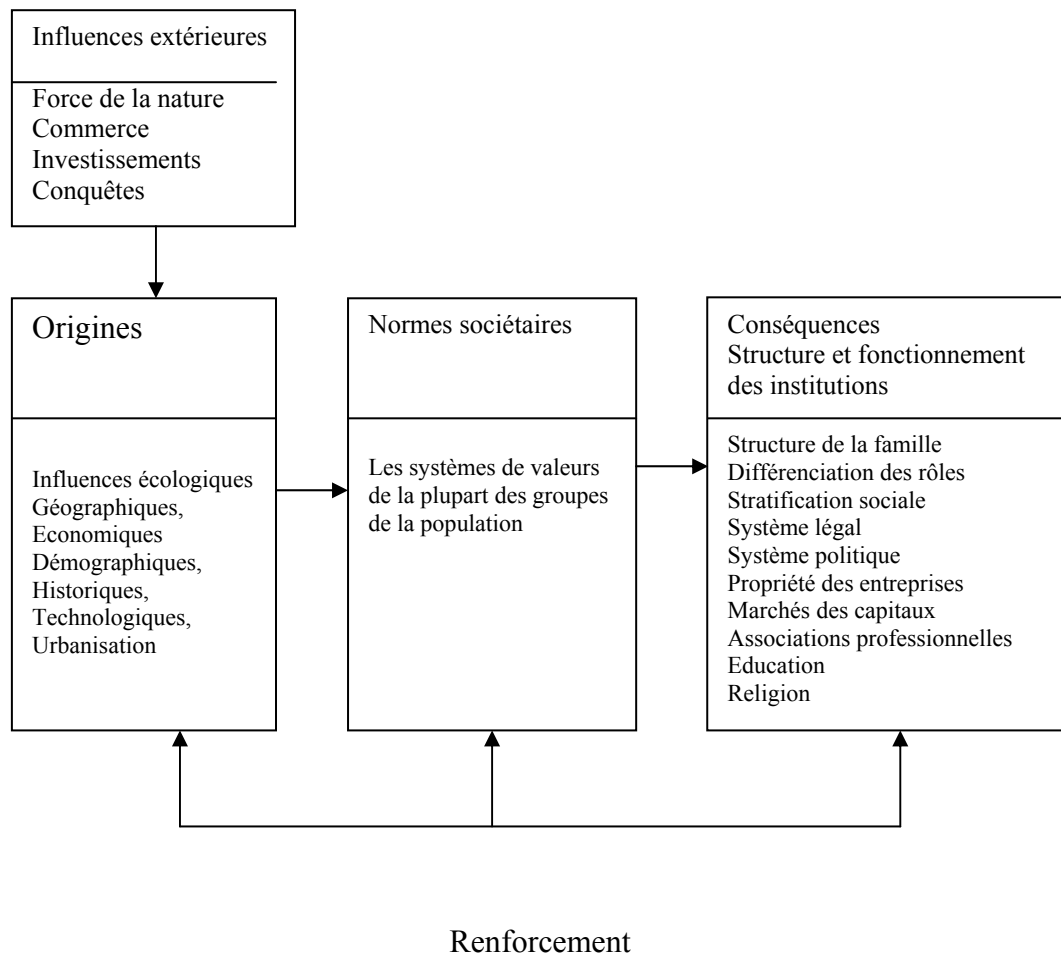 Influences extérieures
Force de la nature
Commerce
Investissements
Conquêtes
Origines
Influences écologiques
Géographiques,
Economiques
Démographiques,
Historiques,
Technologiques,
Urbanisation
Normes sociétaires
Les systèmes de valeurs
de la plupart des groupes
de la population
Conséquences
Structure et fonctionnement
des institutions
Structure de la famille
Différenciation des rôles
Stratification sociale
Système légal
Système politique
Propriété des entreprises
Marchés des capitaux
Associations professionnelles
Education
Religion
Renforcement